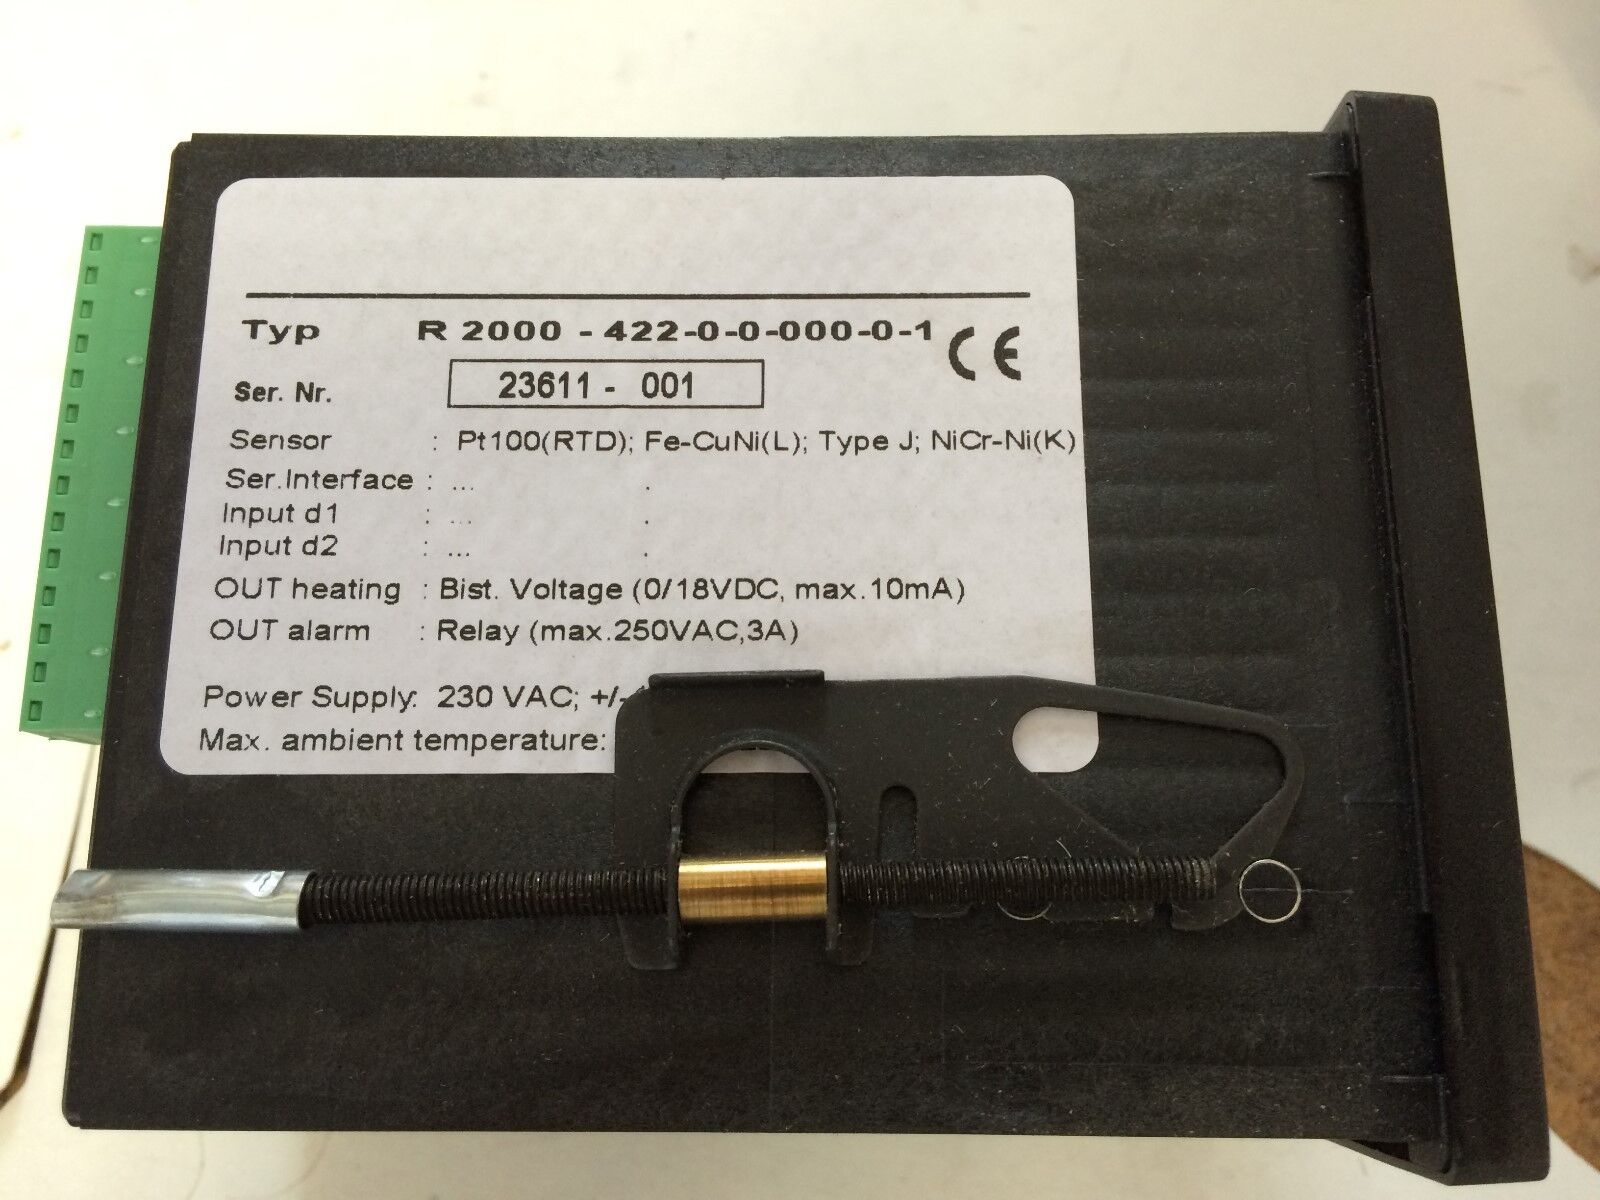 Typ R 2000 - 422-0-0-000-0-1 CE
Ser. Nr. 23611 - 001
Sensor : Pt100(RTD); Fe-CuNi(L); Type J; NiCr-Ni(K)
Ser.Interface : ... .
Input d1 : ... .
Input d2 : ... .
OUT heating : Bist. Voltage (0/18VDC, max.10mA)
OUT alarm : Relay (max.250VAC,3A)
Power Supply: 230 VAC; +/-
Max. ambient temperature: